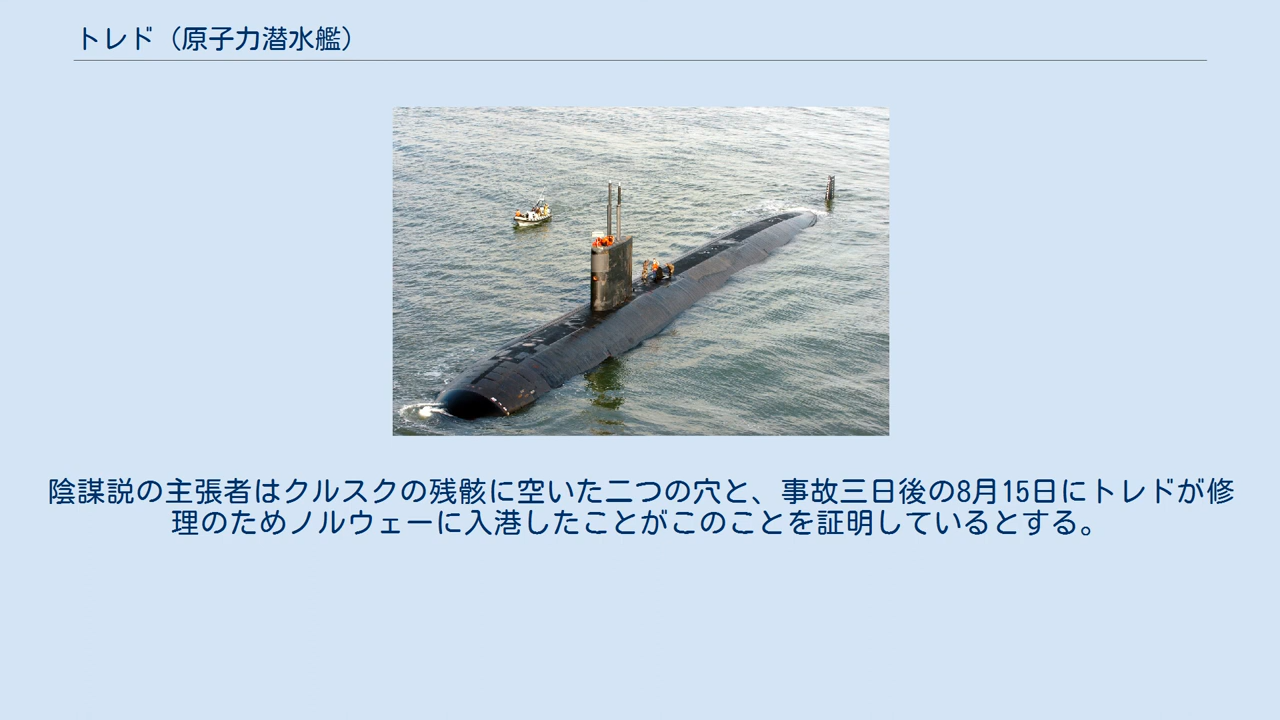 トレド（原子力潜水艦）
陰謀説の主張者はクルスクの残骸に空いた二つの穴と、事故三日後の8月15日にトレドが修
理のためノルウェーに入港したことがこのことを証明しているとする。